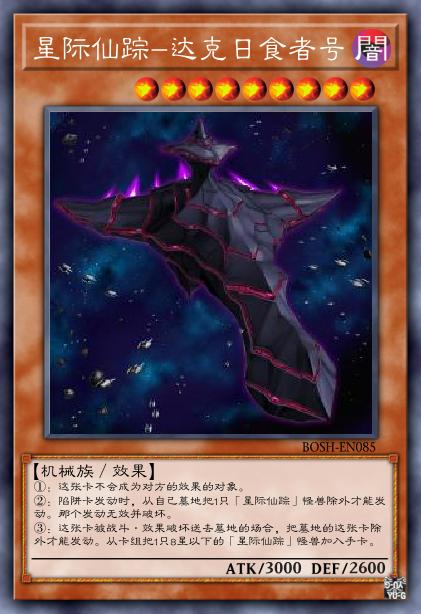 星际仙踪-达克日食者号 闇
BOSH-EN085
【机械族/效果】
①：这张卡不会成为对方的效果的对象。
②：陷阱卡发动时，从自己墓地把1只「星际仙踪」怪兽除外才能发
动。那个发动无效并破坏。
③：这张卡被战斗·效果破坏送去墓地的场合，把墓地的这张卡除
外才能发动。从卡组把1只8星以下的「星际仙踪」怪兽加入手卡。
ATK/3000 DEF/2600